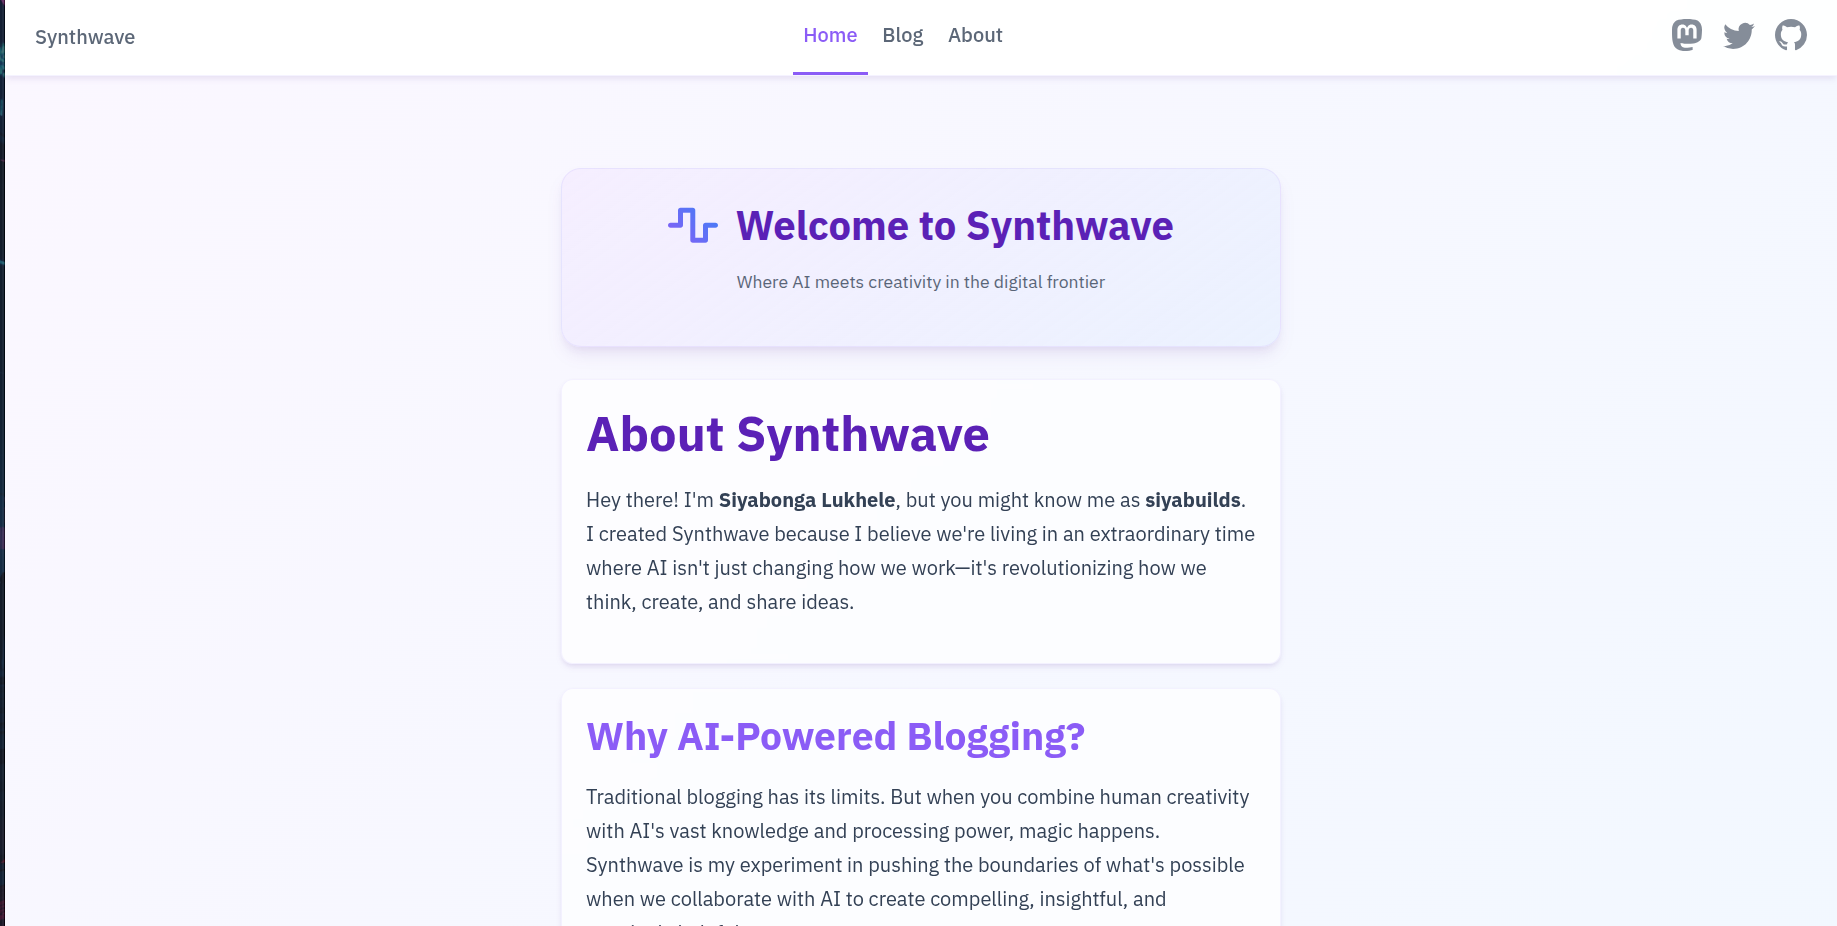 Synthwave
Home Blog About
Welcome to Synthwave
Where AI meets creativity in the digital frontier
About Synthwave
Hey there! I'm Siyabonga Lukhele, but you might know me as siyabuilds.
I created Synthwave because I believe we're living in an extraordinary time
where AI isn't just changing how we work—it's revolutionizing how we
think, create, and share ideas.
Why AI-Powered Blogging?
Traditional blogging has its limits. But when you combine human creativity
with AI's vast knowledge and processing power, magic happens.
Synthwave is my experiment in pushing the boundaries of what's possible
when we collaborate with AI to create compelling, insightful, and